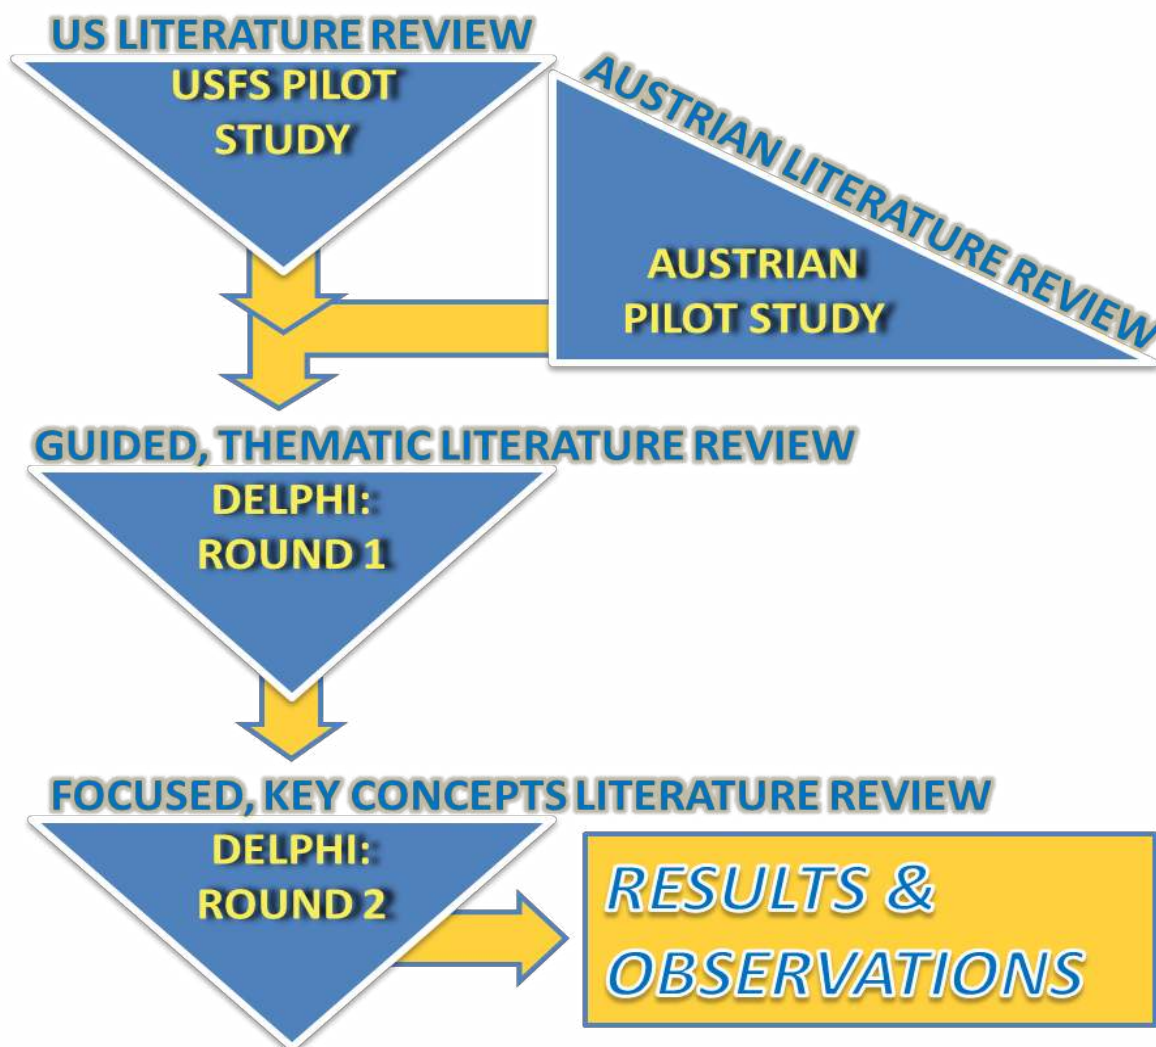 US LITERATURE REVIEW
USFS PILOT
STUDY
AUSTRIAN LITERATURE REVIEW
AUSTRIAN
PILOT STUDY
GUIDED, THEMATIC LITERATURE REVIEW
DELPHI:
ROUND 1
FOCUSED, KEY CONCEPTS LITERATURE REVIEW
DELPHI:
ROUND 2
RESULTS &
OBSERVATIONS